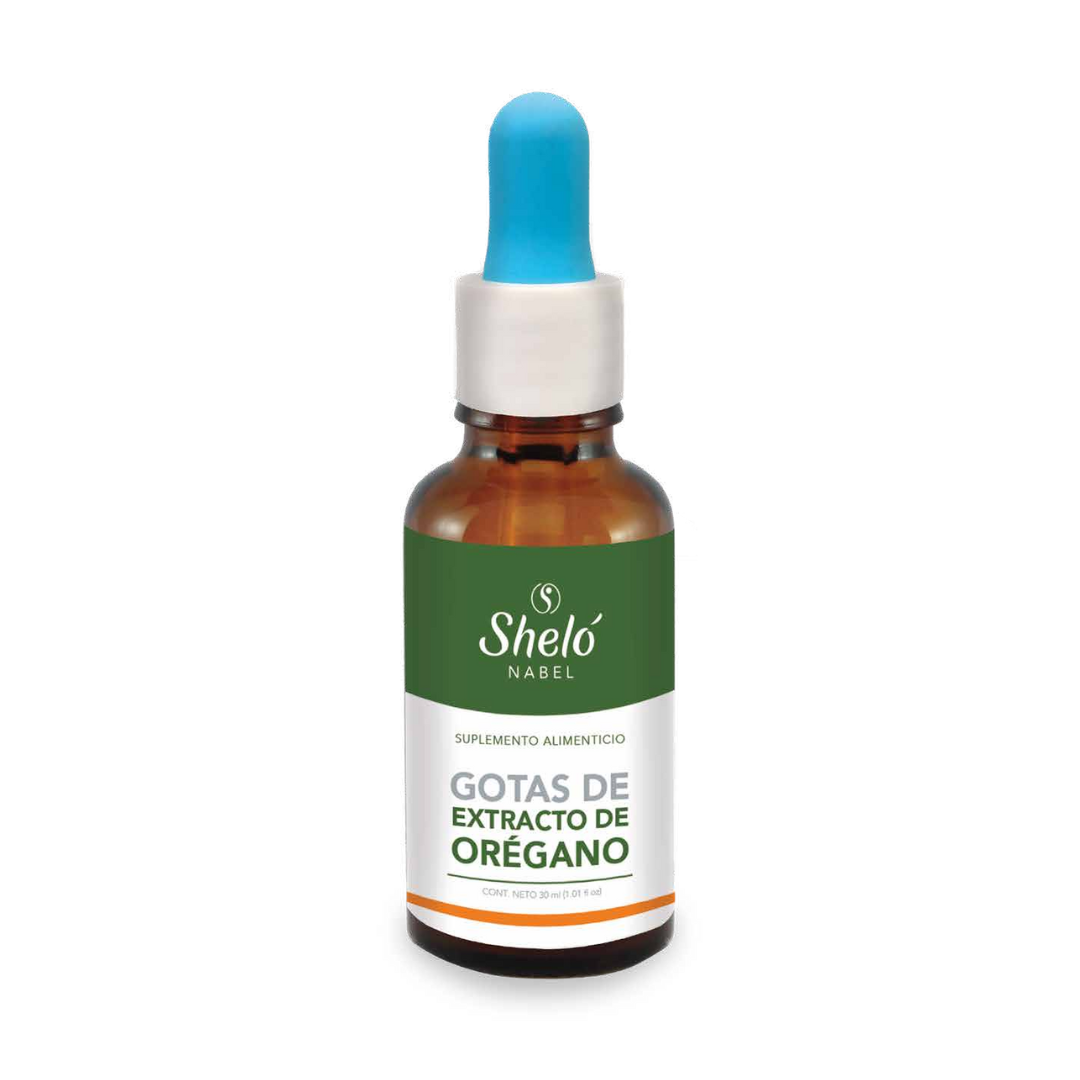 Sheló
NABEL
SUPLEMENTO ALIMENTICIO
GOTAS DE
EXTRACTO DE
ORÉGANO
CONT. NETO 30 ml (1.01 fl oz)